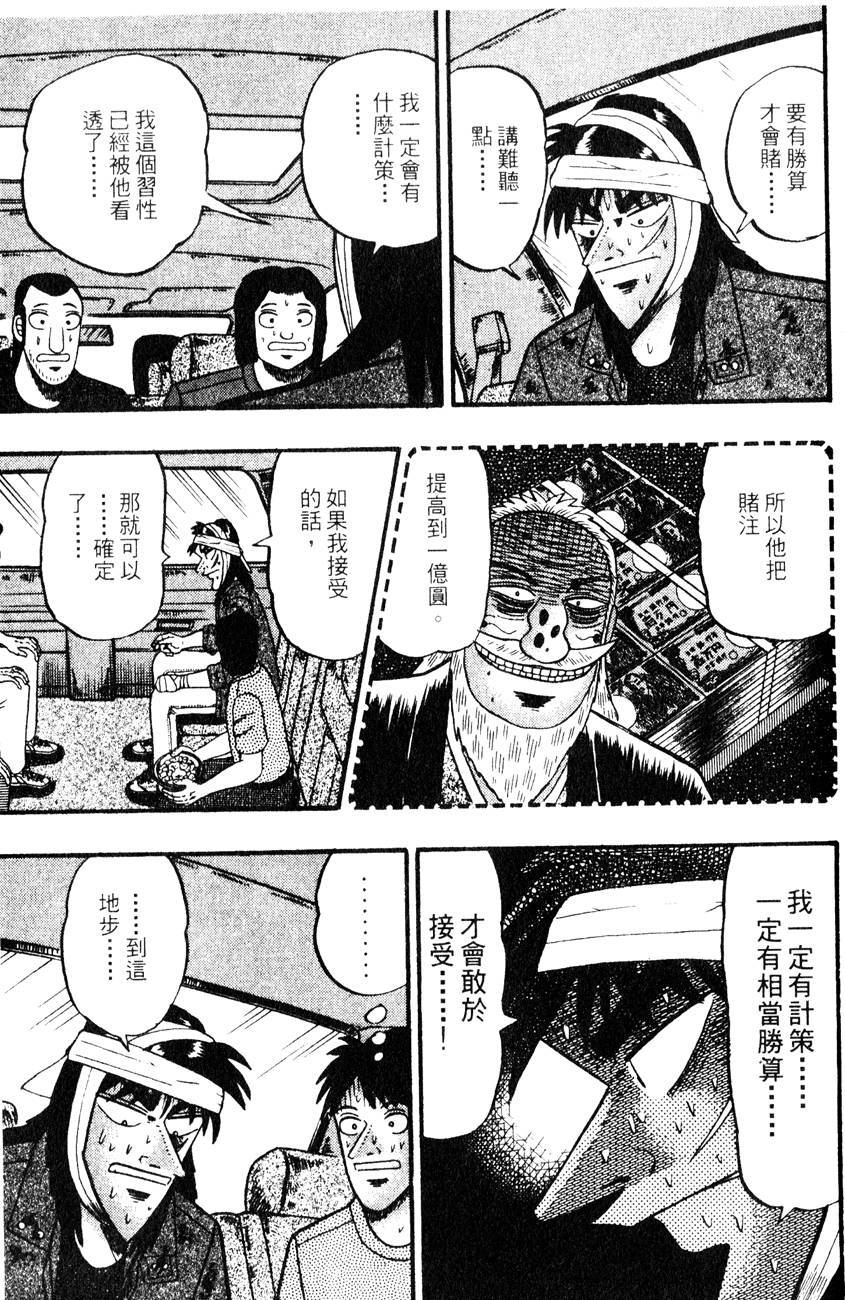 要有勝算
才會賭……
講難聽一
點……
我一定會有
什麼計策…
……
我這個習性
已經被他看
透了……
所以他把
賭注
提高到一億圓。
如果我接受
的話，
那就可以
……確定
了……
我一定有計策……
一定有相當勝算……
才會敢於
接受……！
……
……到這
地步……